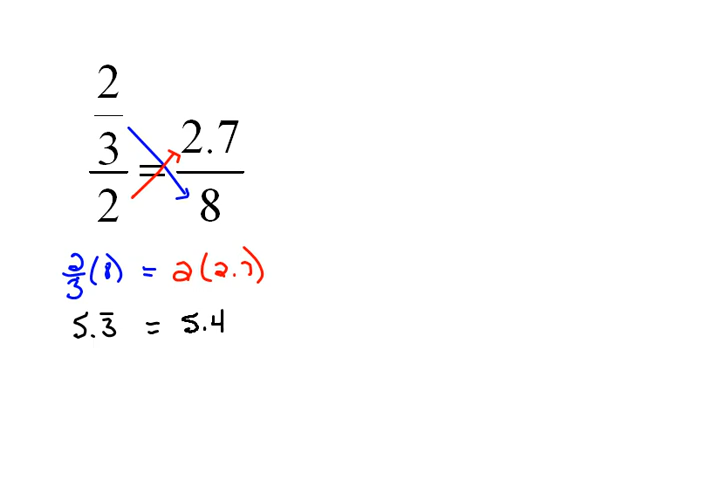 2/3/2 = 2.7/8
2/3(8) = 2(2.7)
5.3̅ = 5.4